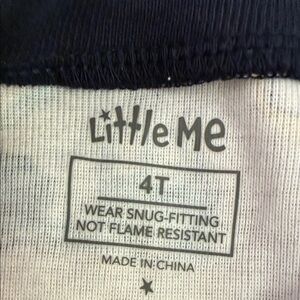 Little Me
4T
WEAR SNUG-FITTING
NOT FLAME RESISTANT
MADE IN CHINA